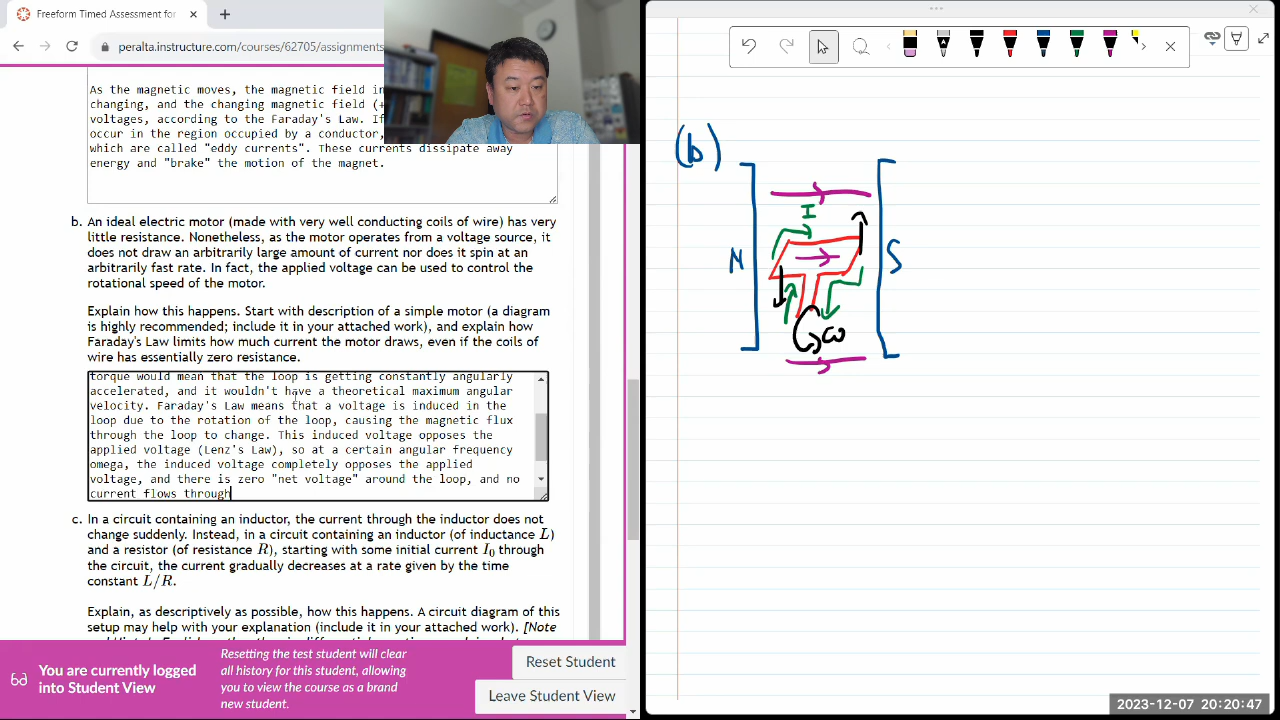 Freeform Timed Assessment for
peralta.instructure.com/courses/62705/assignments
As the magnetic moves, the magnetic field in
changing, and the changing magnetic field (+
voltages, according to the Faraday's Law. If
occur in the region occupied by a conductor,
which are called "eddy currents". These currents dissipate away
energy and "brake" the motion of the magnet.
b. An ideal electric motor (made with very well conducting coils of wire) has very
little resistance. Nonetheless, as the motor operates from a voltage source, it
does not draw an arbitrarily large amount of current nor does it spin at an
arbitrarily fast rate. In fact, the applied voltage can be used to control the
rotational speed of the motor.
Explain how this happens. Start with description of a simple motor (a diagram
is highly recommended; include it in your attached work), and explain how
Faraday's Law limits how much current the motor draws, even if the coils of
wire has essentially zero resistance.
torque would mean that the loop is getting constantly angularly
accelerated, and it wouldn't have a theoretical maximum angular
velocity. Faraday's Law means that a voltage is induced in the
loop due to the rotation of the loop, causing the magnetic flux
through the loop to change. This induced voltage opposes the
applied voltage (Lenz's Law), so at a certain angular frequency
omega, the induced voltage completely opposes the applied
voltage, and there is zero "net voltage" around the loop, and no
current flows through
c. In a circuit containing an inductor, the current through the inductor does not
change suddenly. Instead, in a circuit containing an inductor (of inductance L)
and a resistor (of resistance R), starting with some initial current I₀ through
the circuit, the current gradually decreases at a rate given by the time
constant L/R.
Explain, as descriptively as possible, how this happens. A circuit diagram of this
setup may help with your explanation (include it in your attached work). [Note
You are currently logged
into Student View
Resetting the test student will clear
all history for this student, allowing
you to view the course as a brand
new student.
Reset Student
Leave Student View
(b)
I
N
S
ω
2023-12-07 20:20:47